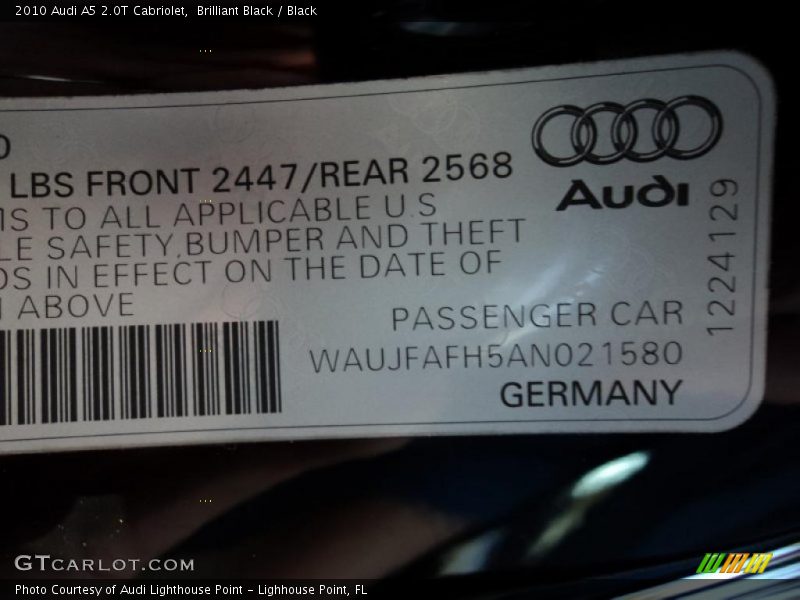 2010 Audi A5 2.0T Cabriolet, Brilliant Black / Black
LBS FRONT 2447/REAR 2568
Audi
TO ALL APPLICABLE U.S
SAFETY,BUMPER AND THEFT
IN EFFECT ON THE DATE OF
ABOVE
PASSENGER CAR
1224129
WAUJFAFH5AN021580
GERMANY
GTCARLOT.COM
Photo Courtesy of Audi Lighthouse Point - Lighhouse Point, FL